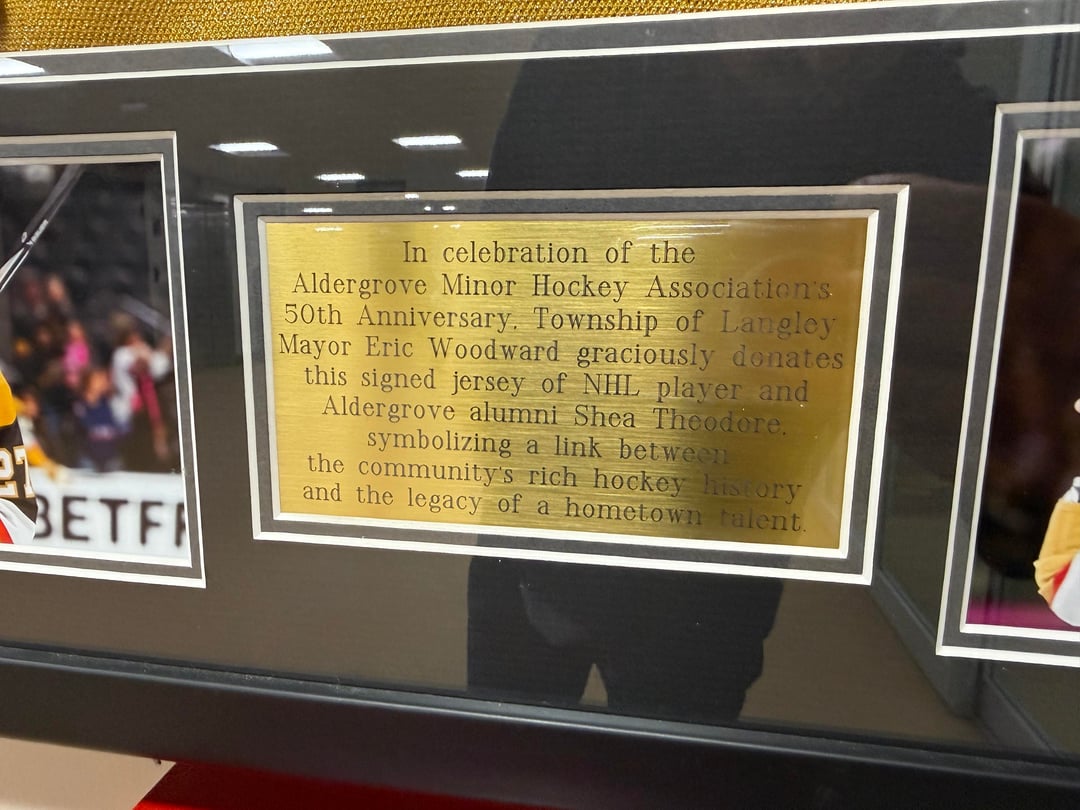 In celebration of the
Aldergrove Minor Hockey Association's
50th Anniversary, Township of Langley
Mayor Eric Woodward graciously donates
this signed jersey of NHL player and
Aldergrove alumni Shea Theodore,
symbolizing a link between
the community's rich hockey history
and the legacy of a hometown talent.
27
BETF